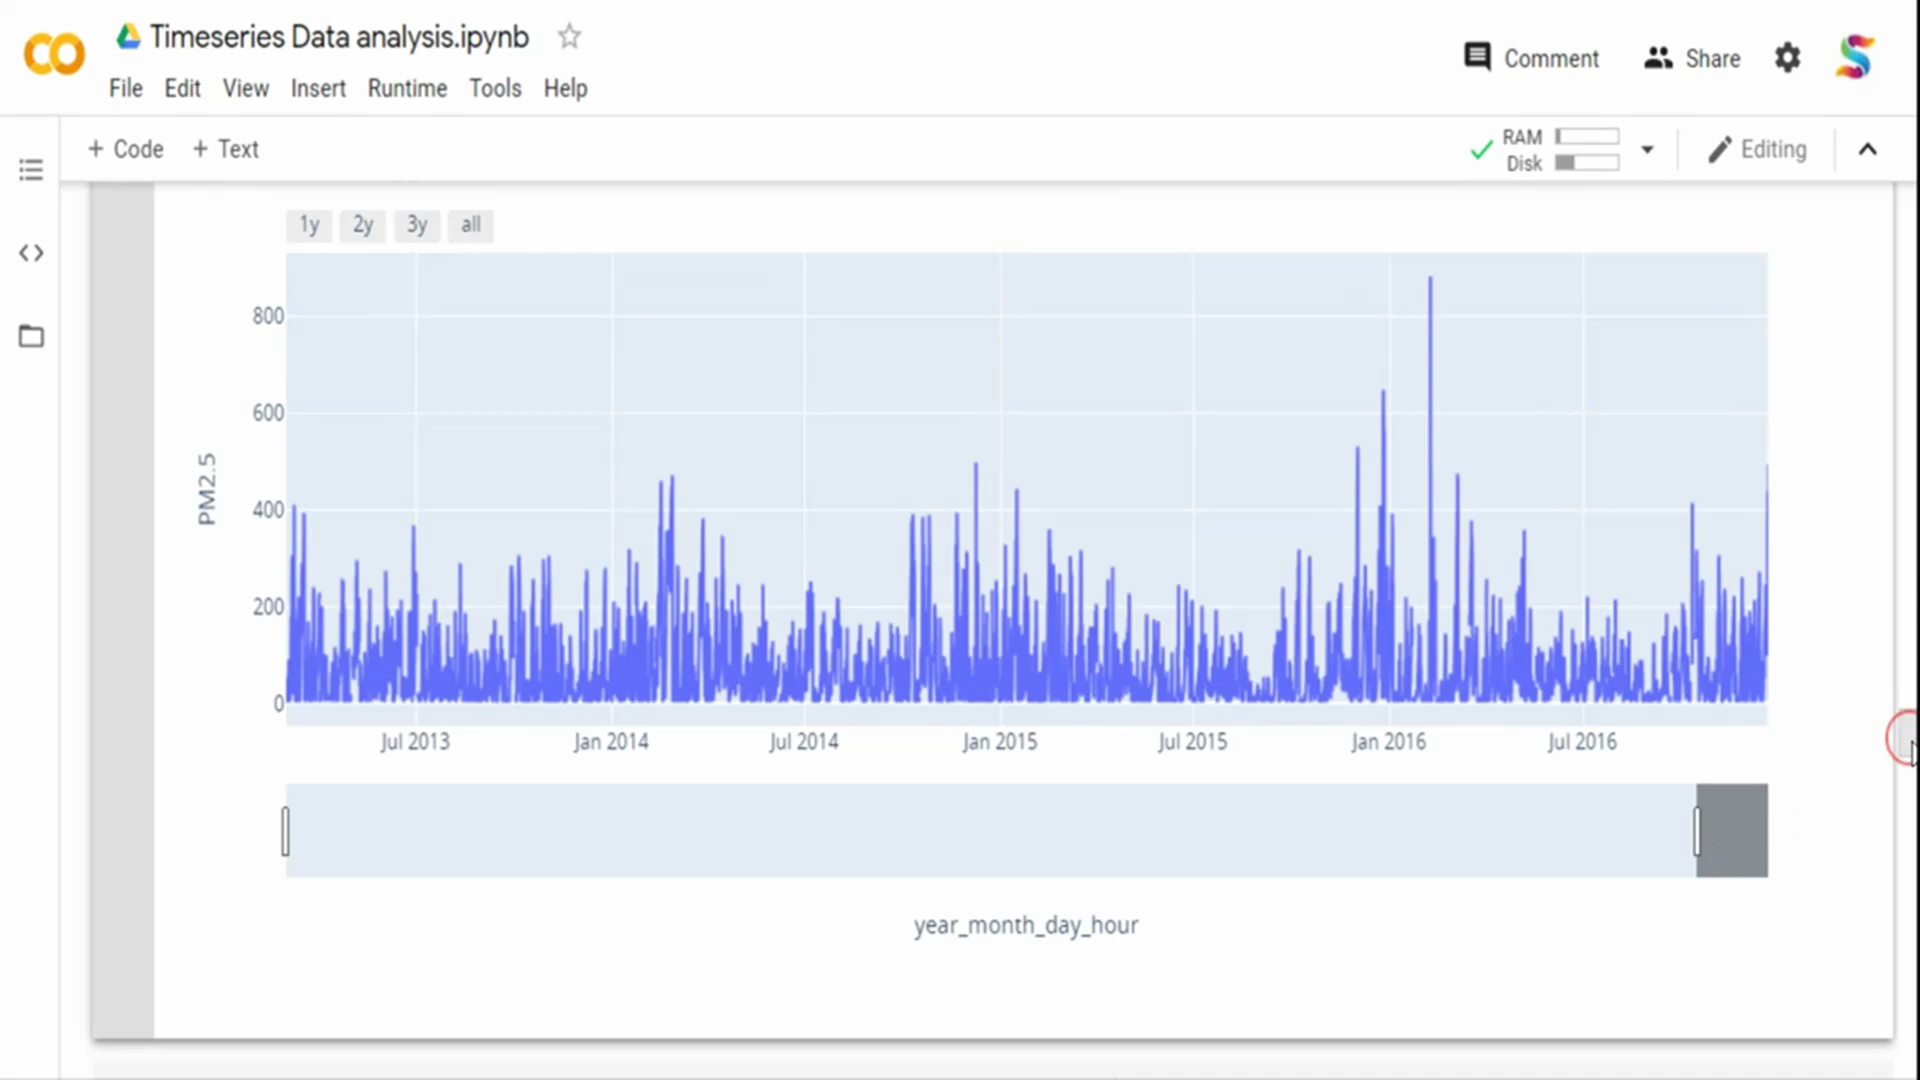 Timeseries Data analysis.ipynb
File Edit View Insert Runtime Tools Help
Comment Share
+ Code + Text
RAM
Disk
Editing
1y 2y 3y all
800
600
400
200
0
PM2.5
Jul 2013 Jan 2014 Jul 2014 Jan 2015 Jul 2015 Jan 2016 Jul 2016
year_month_day_hour